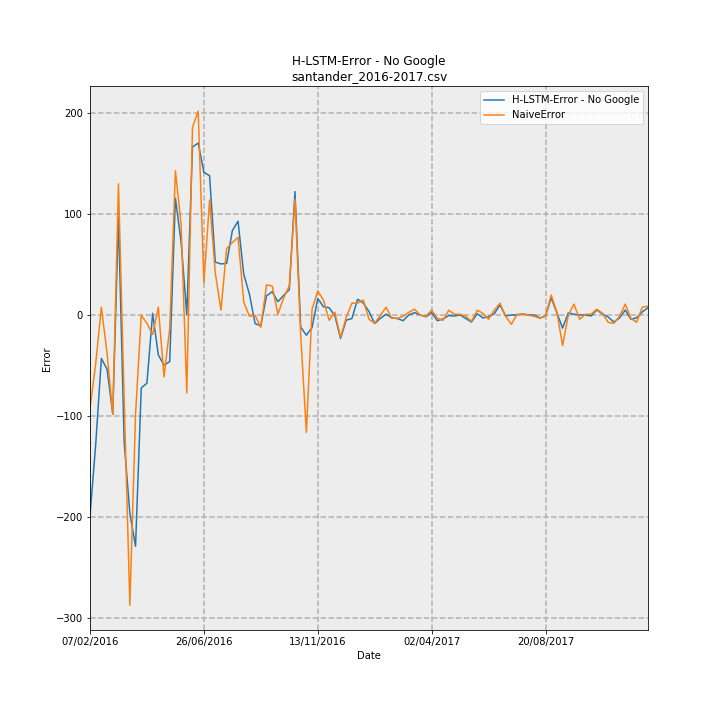 H-LSTM-Error - No Google
santander_2016-2017.csv
H-LSTM-Error - No Google
NaiveError
200
100
0
−100
−200
−300
Error
07/02/2016
26/06/2016
13/11/2016
02/04/2017
20/08/2017
Date